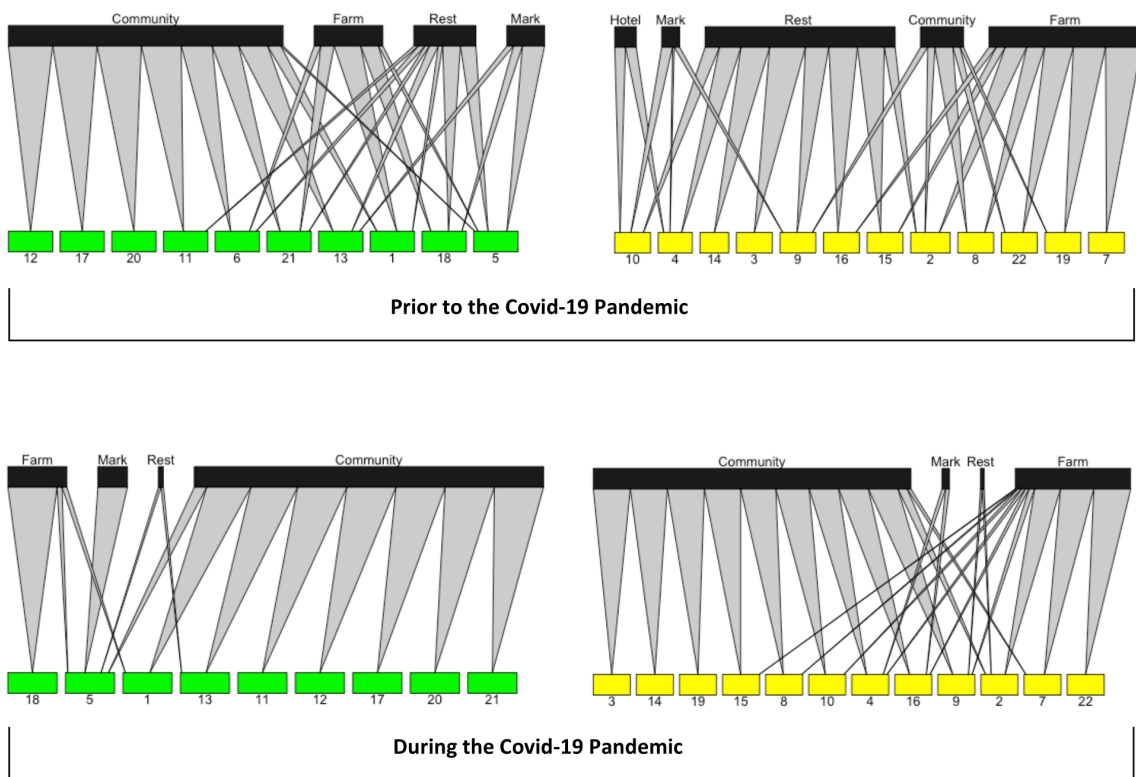 Community Farm Rest Mark
Hotel Mark Rest Community Farm
12 17 20 11 6 21 13 1 18 5
10 4 14 3 9 16 15 2 8 22 19 7
Prior to the Covid-19 Pandemic
Farm Mark Rest Community
Community Mark Rest Farm
18 5 1 13 11 12 17 20 21
3 14 19 15 8 10 4 16 9 2 7 22
During the Covid-19 Pandemic